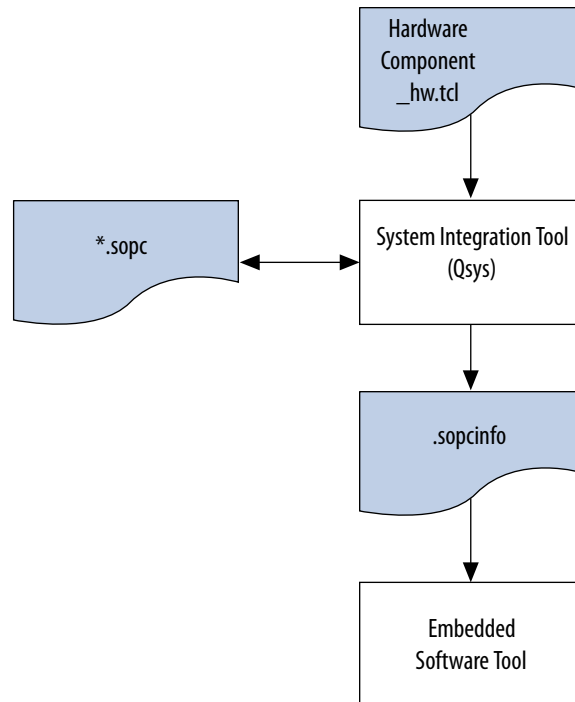 Hardware
Component
_hw.tcl
*.sopc
System Integration Tool
(Qsys)
.sopcinfo
Embedded
Software Tool